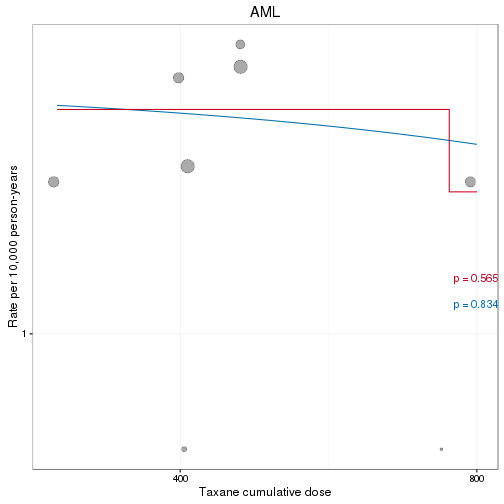 AML
Rate per 10,000 person-years
p = 0.565
p = 0.834
1
400
800
Taxane cumulative dose